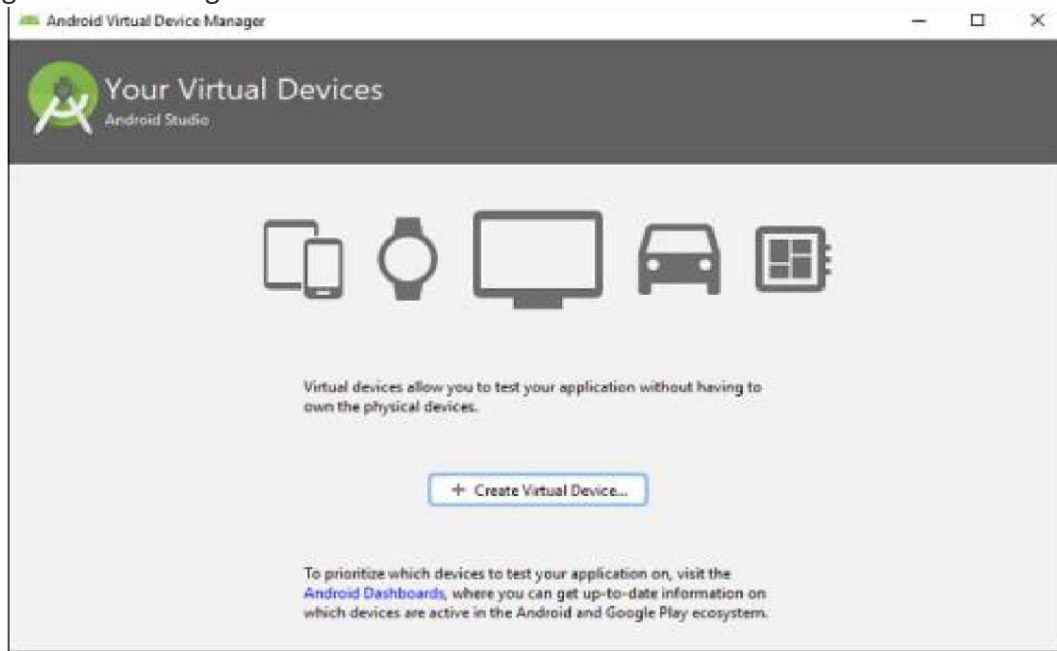 Android Virtual Device Manager
Your Virtual Devices
Android Studio
Virtual devices allow you to test your application without having to
own the physical devices.
+ Create Virtual Device...
To prioritize which devices to test your application on, visit the
Android Dashboards, where you can get up-to-date information on
which devices are active in the Android and Google Play ecosystem.